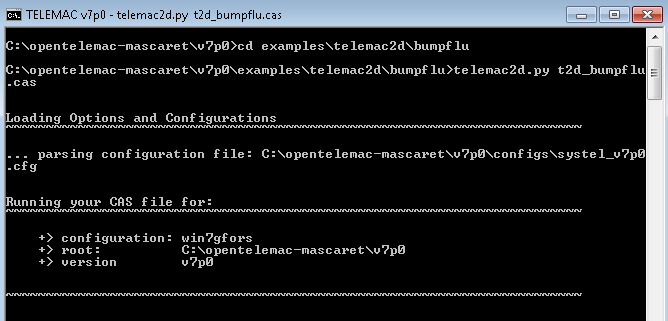 TELEMAC v7p0 - telemac2d.py t2d_bumpflu.cas
C:\opentelemac-mascaret\v7p0>cd examples\telemac2d\bumpflu
C:\opentelemac-mascaret\v7p0\examples\telemac2d\bumpflu>telemac2d.py t2d_bumpflu
.cas
Loading Options and Configurations
~~~~~~~~~~~~~~~~~~~~~~~~~~~~~~~~~~~~~~~~~~~~~~~~~~~~~~~~~~~~~~~~~~~~~~~~
... parsing configuration file: C:\opentelemac-mascaret\v7p0\configs\systel_v7p0
.cfg
Running your CAS file for:
~~~~~~~~~~~~~~~~~~~~~~~~~~~~~~~~~~~~~~~~~~~~~~~~~~~~~~~~~~~~~~~~~~~~~~~~
+> configuration: win7gfors
+> root: C:\opentelemac-mascaret\v7p0
+> version v7p0
~~~~~~~~~~~~~~~~~~~~~~~~~~~~~~~~~~~~~~~~~~~~~~~~~~~~~~~~~~~~~~~~~~~~~~~~